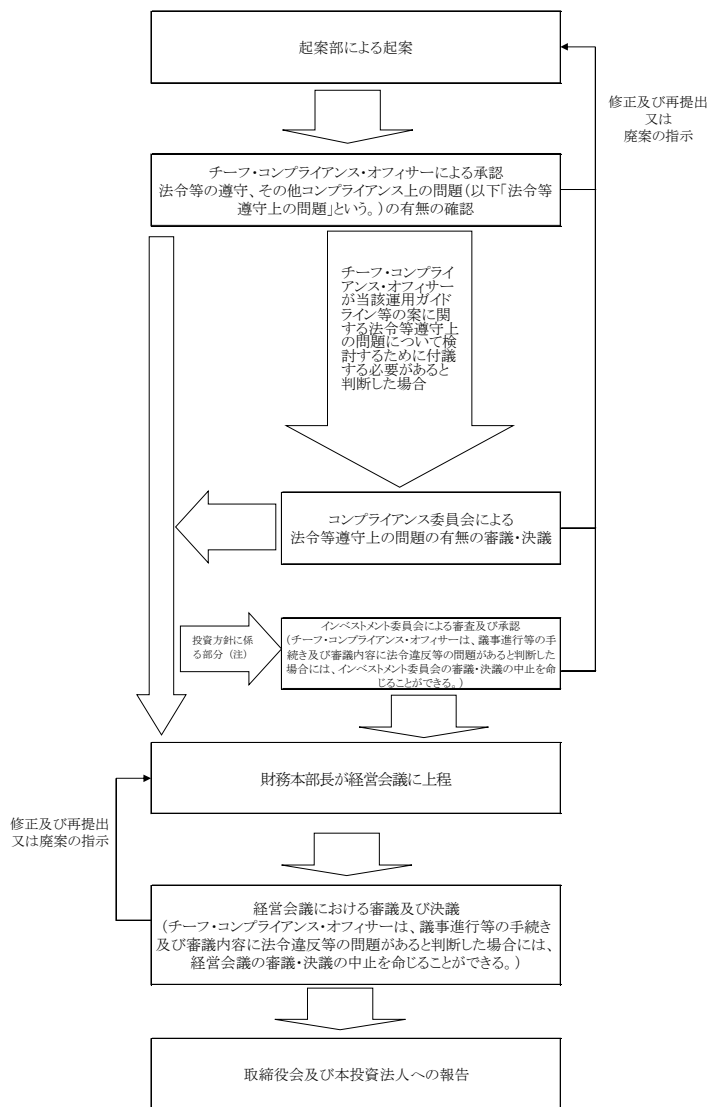 起案部による起案
修正及び再提出
又は
廃案の指示
チーフ・コンプライアンス・オフィサーによる承認
法令等の遵守、その他コンプライアンス上の問題(以下「法令等
遵守上の問題」という。)の有無の確認
チーフ・コンプライ
アンス・オフィサー
が当該運用ガイド
ライン等の案に関
する法令等遵守上
の問題について検
討するために付議
する必要があると
判断した場合
コンプライアンス委員会による
法令等遵守上の問題の有無の審議・決議
投資方針に係
る部分（注）
インベストメント委員会による審査及び承認
(チーフ・コンプライアンス・オフィサーは、議事進行等の手
続き及び審議内容に法令違反等の問題があると判断した
場合には、インベストメント委員会の審議・決議の中止を命
じることができる。)
財務本部長が経営会議に上程
修正及び再提出
又は廃案の指示
経営会議における審議及び決議
(チーフ・コンプライアンス・オフィサーは、議事進行等の手続き
及び審議内容に法令違反等の問題があると判断した場合には、
経営会議の審議・決議の中止を命じることができる。)
取締役会及び本投資法人への報告